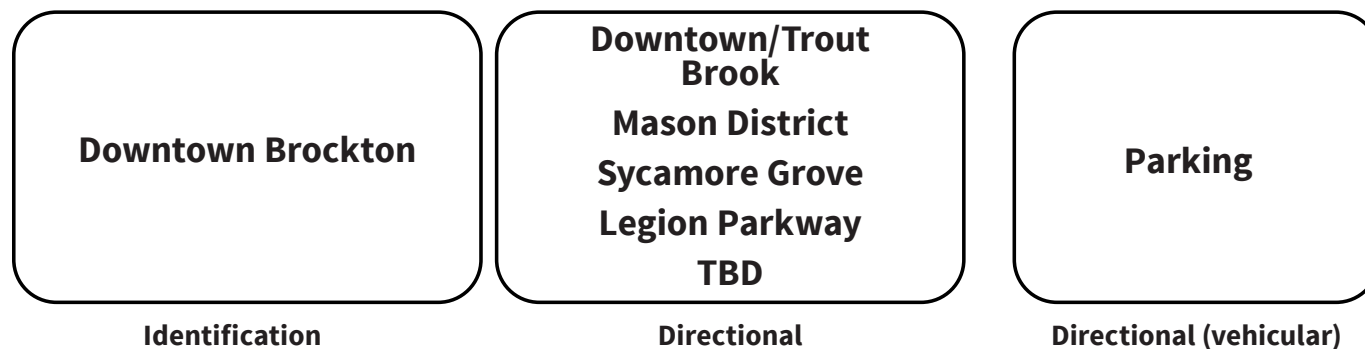 Downtown Brockton
Downtown/Trout
Brook
Mason District
Sycamore Grove
Legion Parkway
TBD
Parking
Identification
Directional
Directional (vehicular)